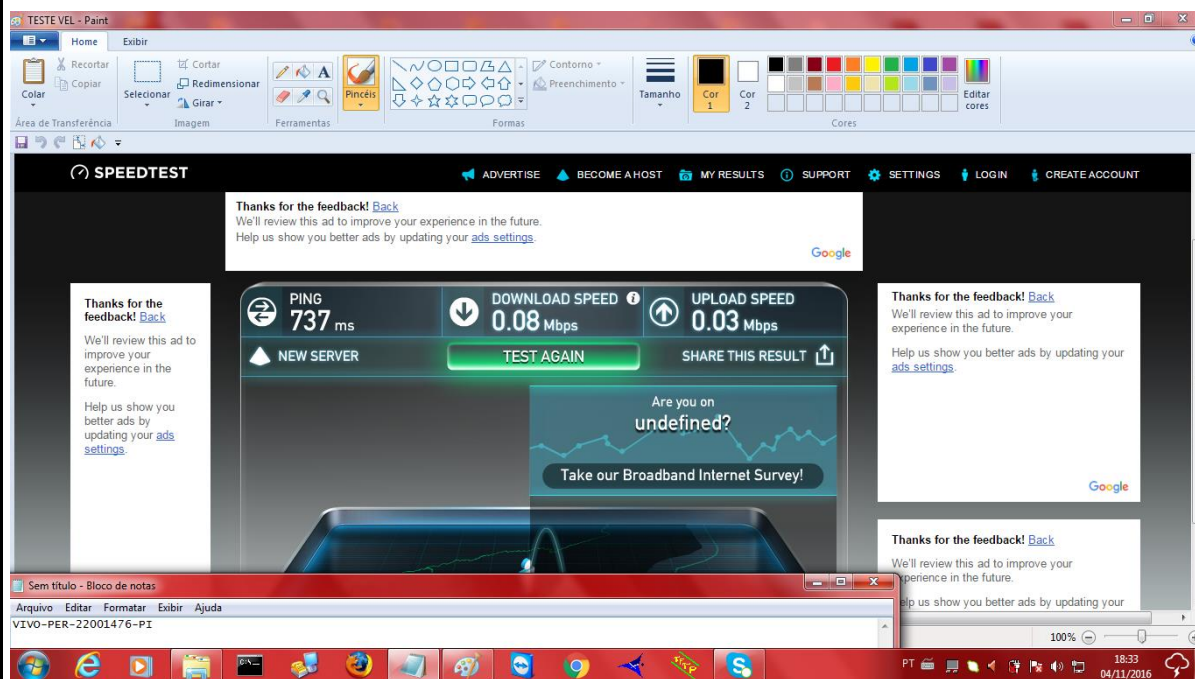 TESTE VEL - Paint
Home Exibir
Colar
Recortar
Copiar
Área de Transferência
Selecionar
Cortar
Redimensionar
Girar
Imagem
A
Ferramentas
Pincéis
Contorno
Preenchimento
Formas
Tamanho
Cor 1
Cor 2
Editar cores
Cores
SPEEDTEST
ADVERTISE BECOME A HOST MY RESULTS SUPPORT SETTINGS LOGIN CREATE ACCOUNT
Thanks for the feedback! Back
We'll review this ad to improve your experience in the future.
Help us show you better ads by updating your ads settings.
Google
Thanks for the
feedback! Back
We'll review this ad to
improve your
experience in the
future.
Help us show you
better ads by
updating your ads
settings.
PING
737 ms
DOWNLOAD SPEED
0.08 Mbps
UPLOAD SPEED
0.03 Mbps
NEW SERVER
TEST AGAIN
SHARE THIS RESULT
Are you on
undefined?
Take our Broadband Internet Survey!
Thanks for the feedback! Back
We'll review this ad to improve your
experience in the future.
Help us show you better ads by updating your
ads settings.
Google
Thanks for the feedback! Back
We'll review this ad to improve your
experience in the future.
Help us show you better ads by updating your
Sem título - Bloco de notas
Arquivo Editar Formatar Exibir Ajuda
VIVO-PER-22001476-PI
100%
PT
18:33
04/11/2016